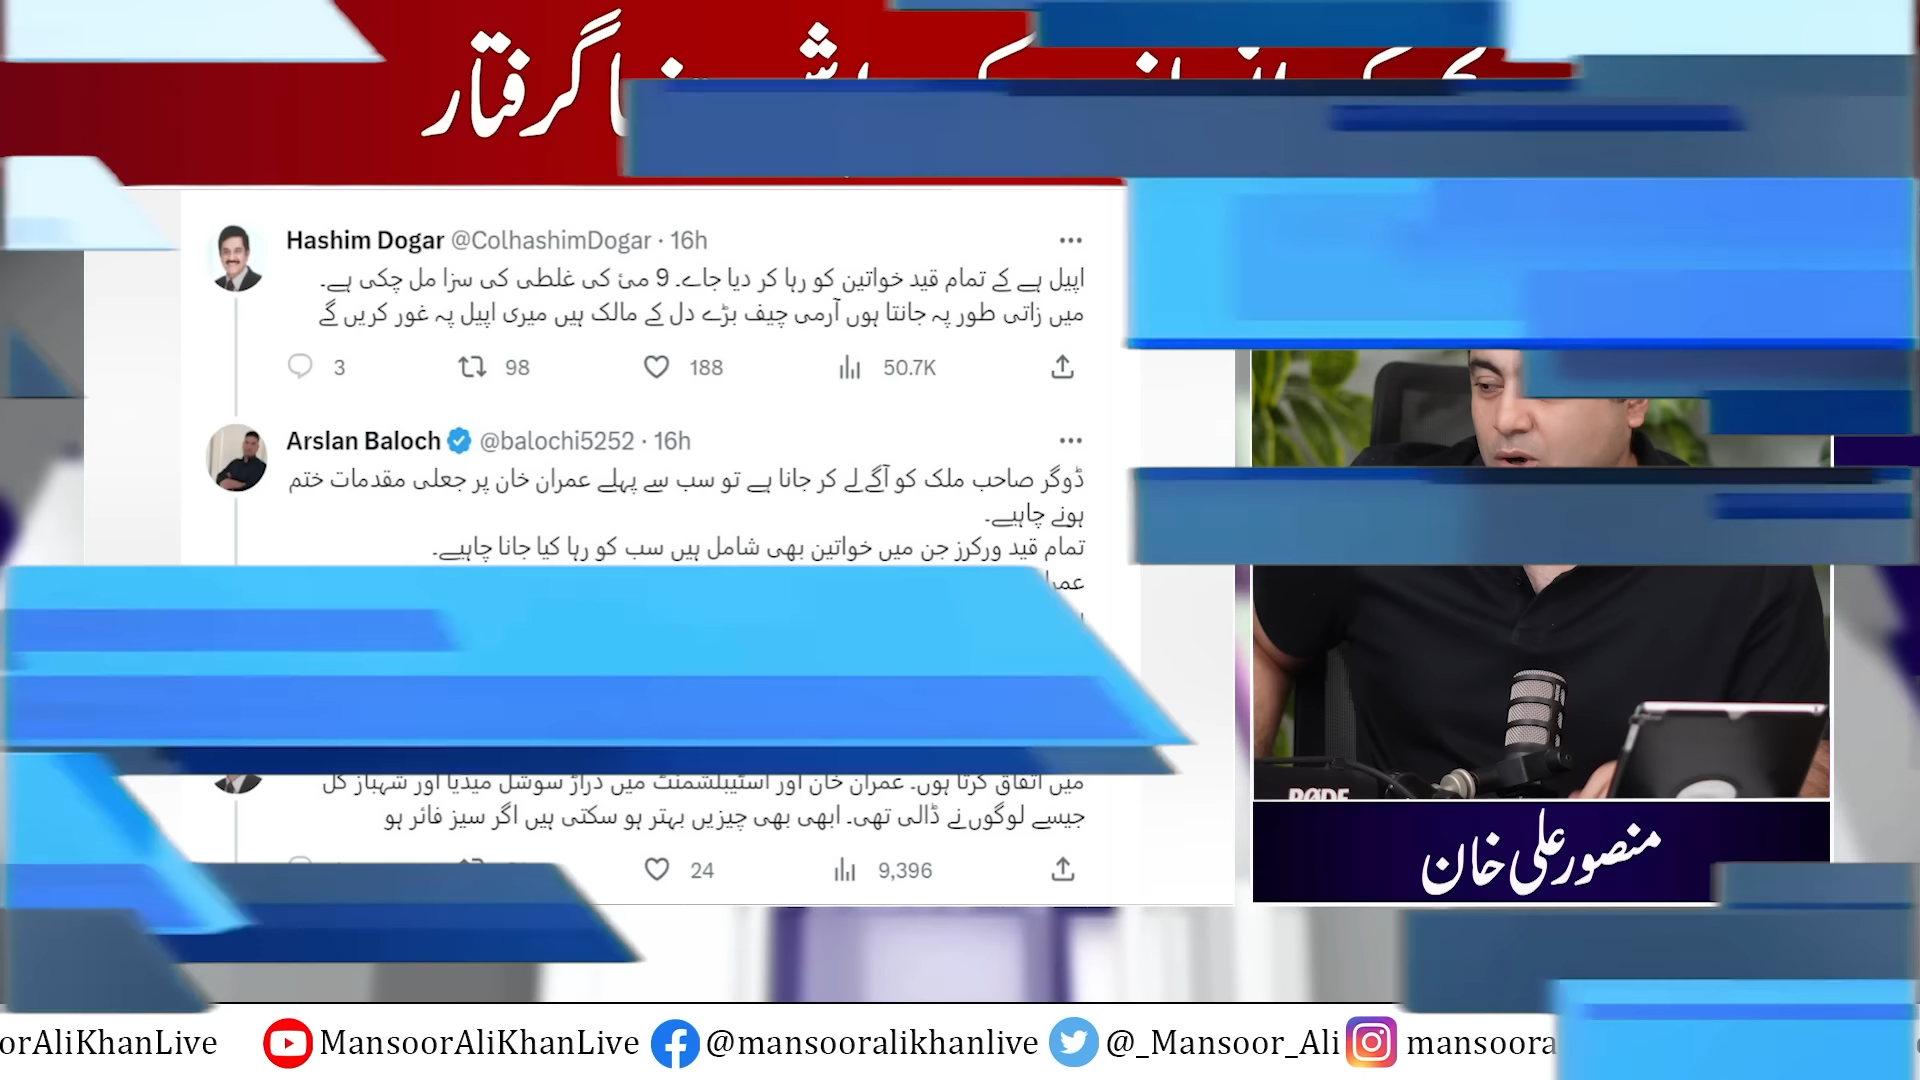 گرفتار
Hashim Dogar @ColhashimDogar · 16h
اپیل ہے کے تمام قید خواتین کو رہا کر دیا جاے۔ 9 مئ کی غلطی کی سزا مل چکی ہے۔
میں زاتی طور پہ جانتا ہوں آرمی چیف بڑے دل کے مالک ہیں میری اپیل پہ غور کریں گے
3 98 188 50.7K
Arslan Baloch @balochi5252 · 16h
ڈوگر صاحب ملک کو آگے لے کر جانا ہے تو سب سے پہلے عمران خان پر جعلی مقدمات ختم
ہونے چاہیے۔
تمام قید ورکرز جن میں خواتین بھی شامل ہیں سب کو رہا کیا جانا چاہیے۔
میں اتفاق کرتا ہوں۔ عمران خان اور اسٹیبلشمنٹ میں دراڑ سوشل میڈیا اور شہباز گل
جیسے لوگوں نے ڈالی تھی۔ ابھی بھی چیزیں بہتر ہو سکتی ہیں اگر سیز فائر ہو
24 9,396
RØDE
منصور علی خان
orAliKhanLive MansoorAliKhanLive @mansooralikhanlive @_Mansoor_Ali mansoora